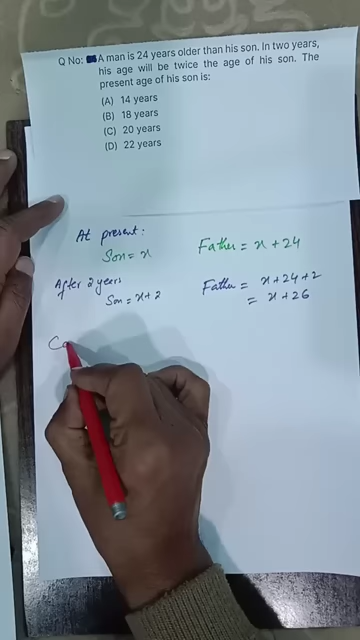 Q No: A man is 24 years older than his son. In two years,
his age will be twice the age of his son. The
present age of his son is:
(A) 14 years
(B) 18 years
(C) 20 years
(D) 22 years
At present:
Son = x Father = x + 24
After 2 years
Son = x + 2 Father = x + 24 + 2
= x + 26
Co